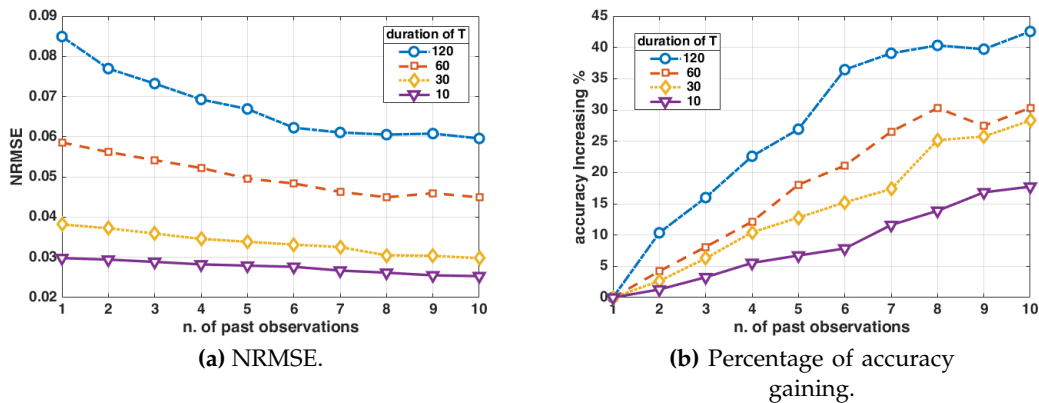 0.09
0.08
0.07
0.06
0.05
0.04
0.03
0.02
NRMSE
1 2 3 4 5 6 7 8 9 10
n. of past observations
duration of T
120
60
30
10
(a) NRMSE.
45
40
35
30
25
20
15
10
5
0
accuracy Increasing %
1 2 3 4 5 6 7 8 9 10
n. of past observations
duration of T
120
60
30
10
(b) Percentage of accuracy
gaining.